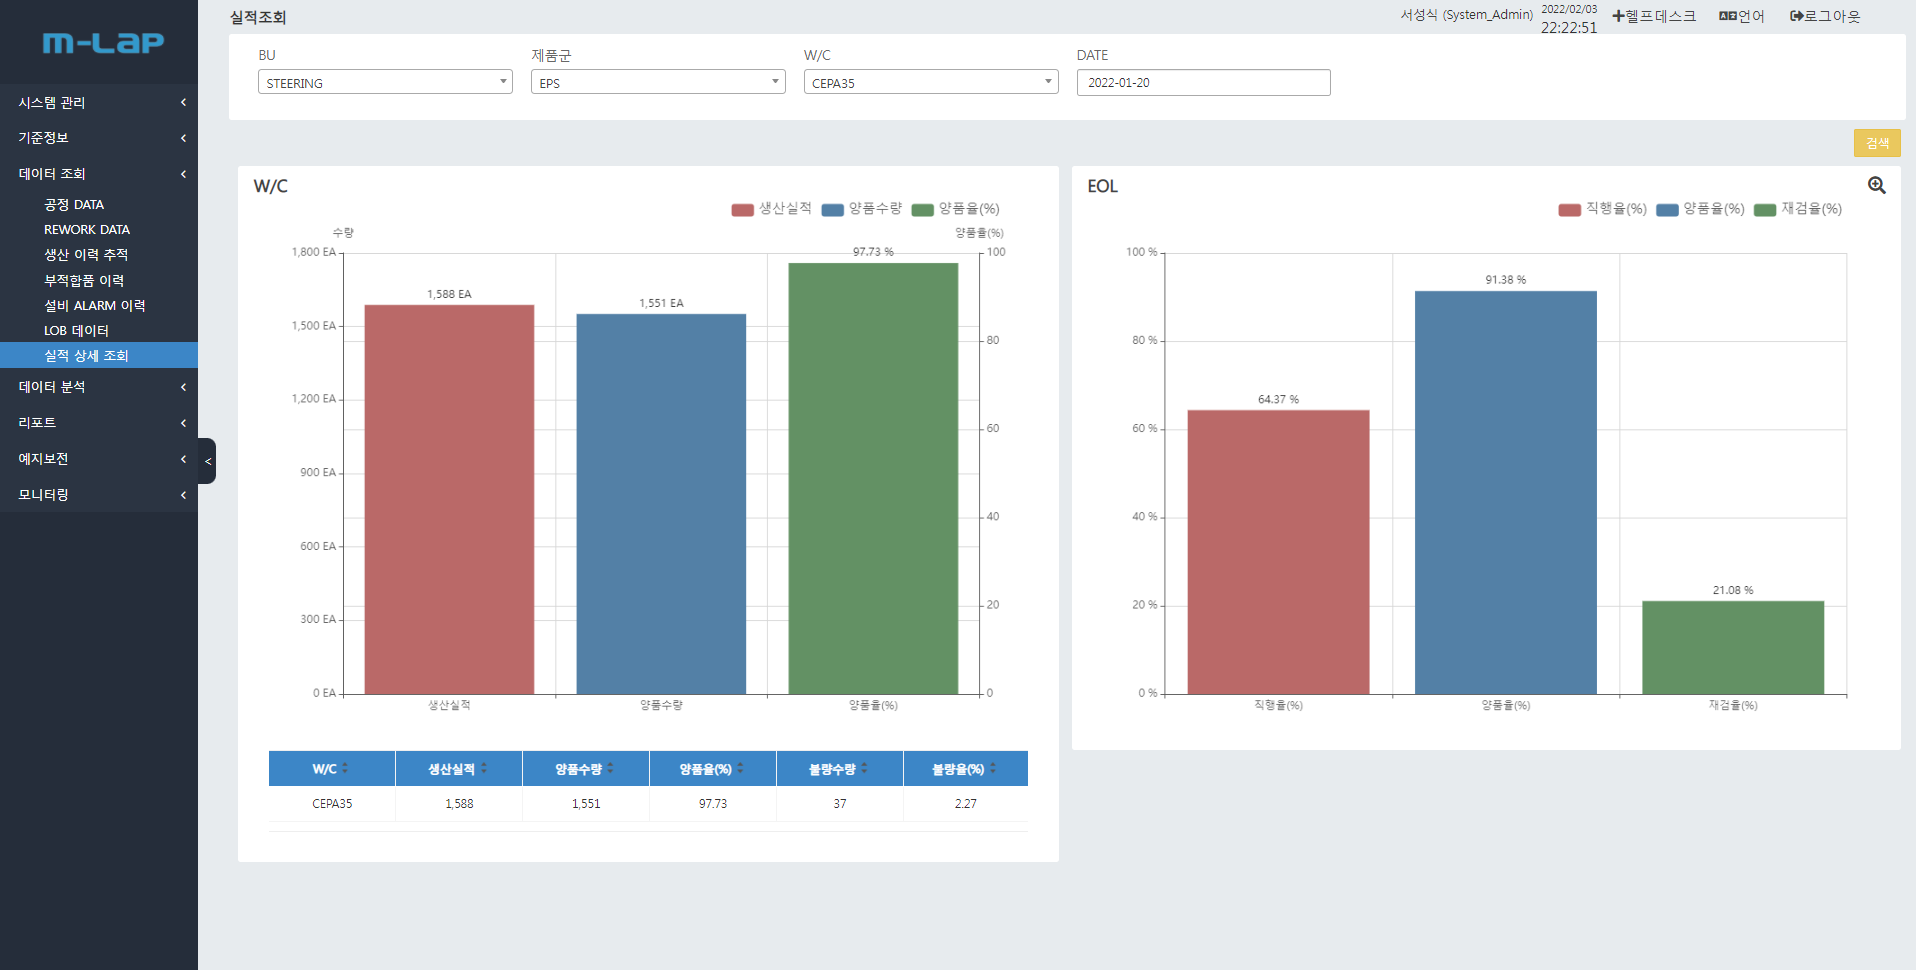 m-LaP
시스템 관리
기준정보
데이터 조회
공정 DATA
REWORK DATA
생산 이력 추적
부적합품 이력
설비 ALARM 이력
LOB 데이터
실적 상세 조회
데이터 분석
리포트
예지보전
모니터링
<
실적조회
서성식 (System_Admin)
2022/02/03
22:22:51
헬프데스크
언어
로그아웃
BU
제품군
W/C
DATE
STEERING
EPS
CEPA35
2022-01-20
검색
W/C
생산실적 양품수량 양품율(%)
수량
양품율(%)
1,800 EA
1,500 EA
1,200 EA
900 EA
600 EA
300 EA
0 EA
1,588 EA
1,551 EA
97.73 %
100
80
60
40
20
0
생산실적
양품수량
양품율(%)
W/C 생산실적 양품수량 양품율(%) 불량수량 불량율(%)
CEPA35 1,588 1,551 97.73 37 2.27
EOL
직행율(%) 양품율(%) 재검율(%)
100 %
80 %
60 %
40 %
20 %
0 %
64.37 %
91.38 %
21.08 %
직행율(%)
양품율(%)
재검율(%)